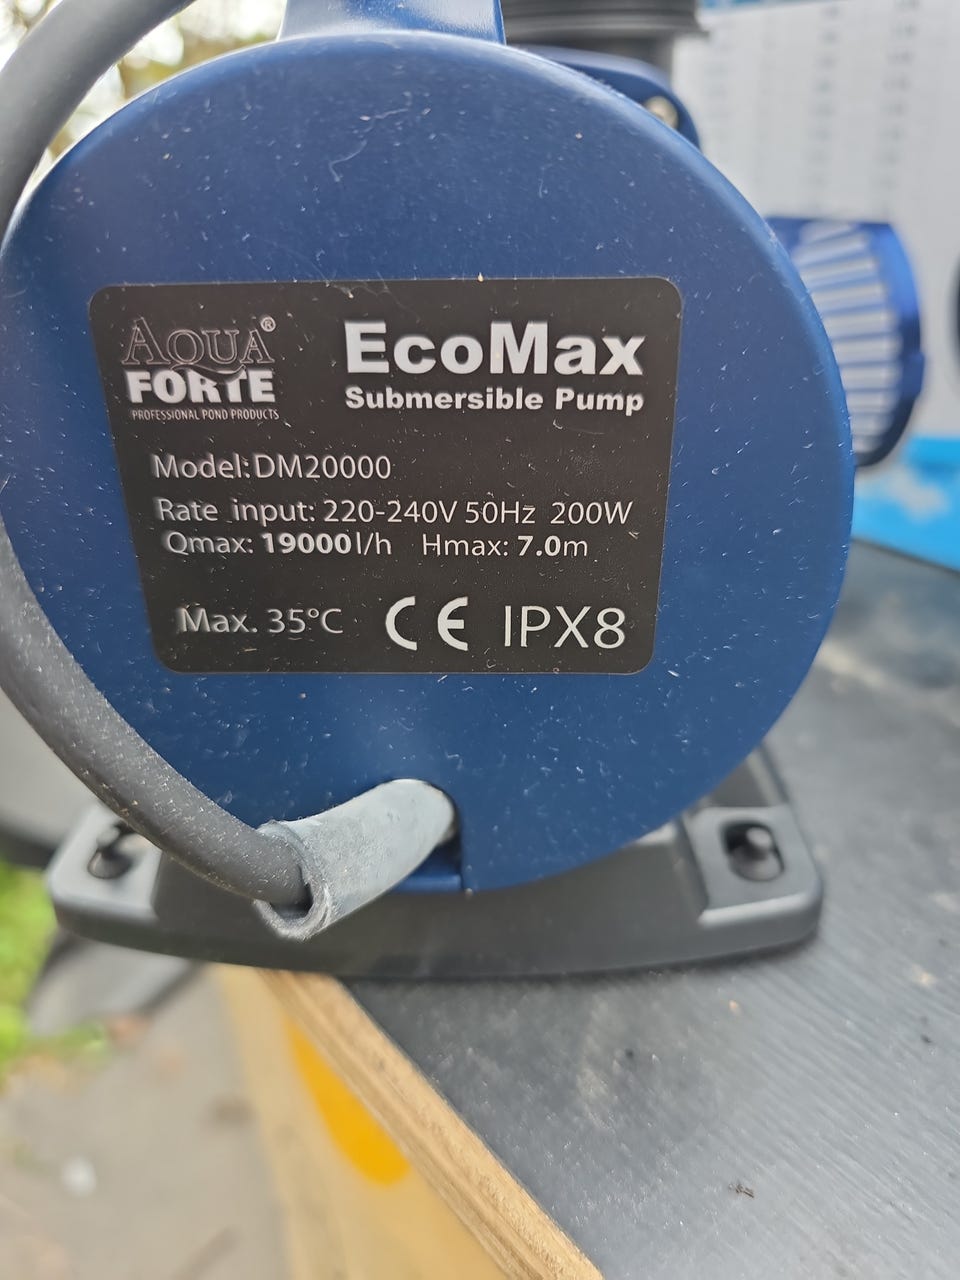 AQUA®
FORTE
PROFESSIONAL POND PRODUCTS
EcoMax
Submersible Pump
Model:DM20000
Rate input: 220-240V 50Hz 200W
Qmax: 19000l/h Hmax: 7.0m
Max. 35°C CE IPX8